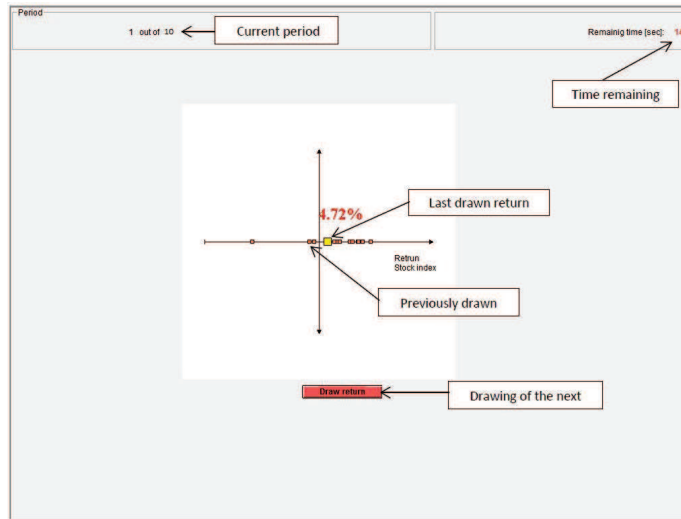 Period
1 out of 10
Current period
Remainig time [sec]:
Time remaining
4.72%
Last drawn return
Retrun
Stock index
Previously drawn
Draw return
Drawing of the next